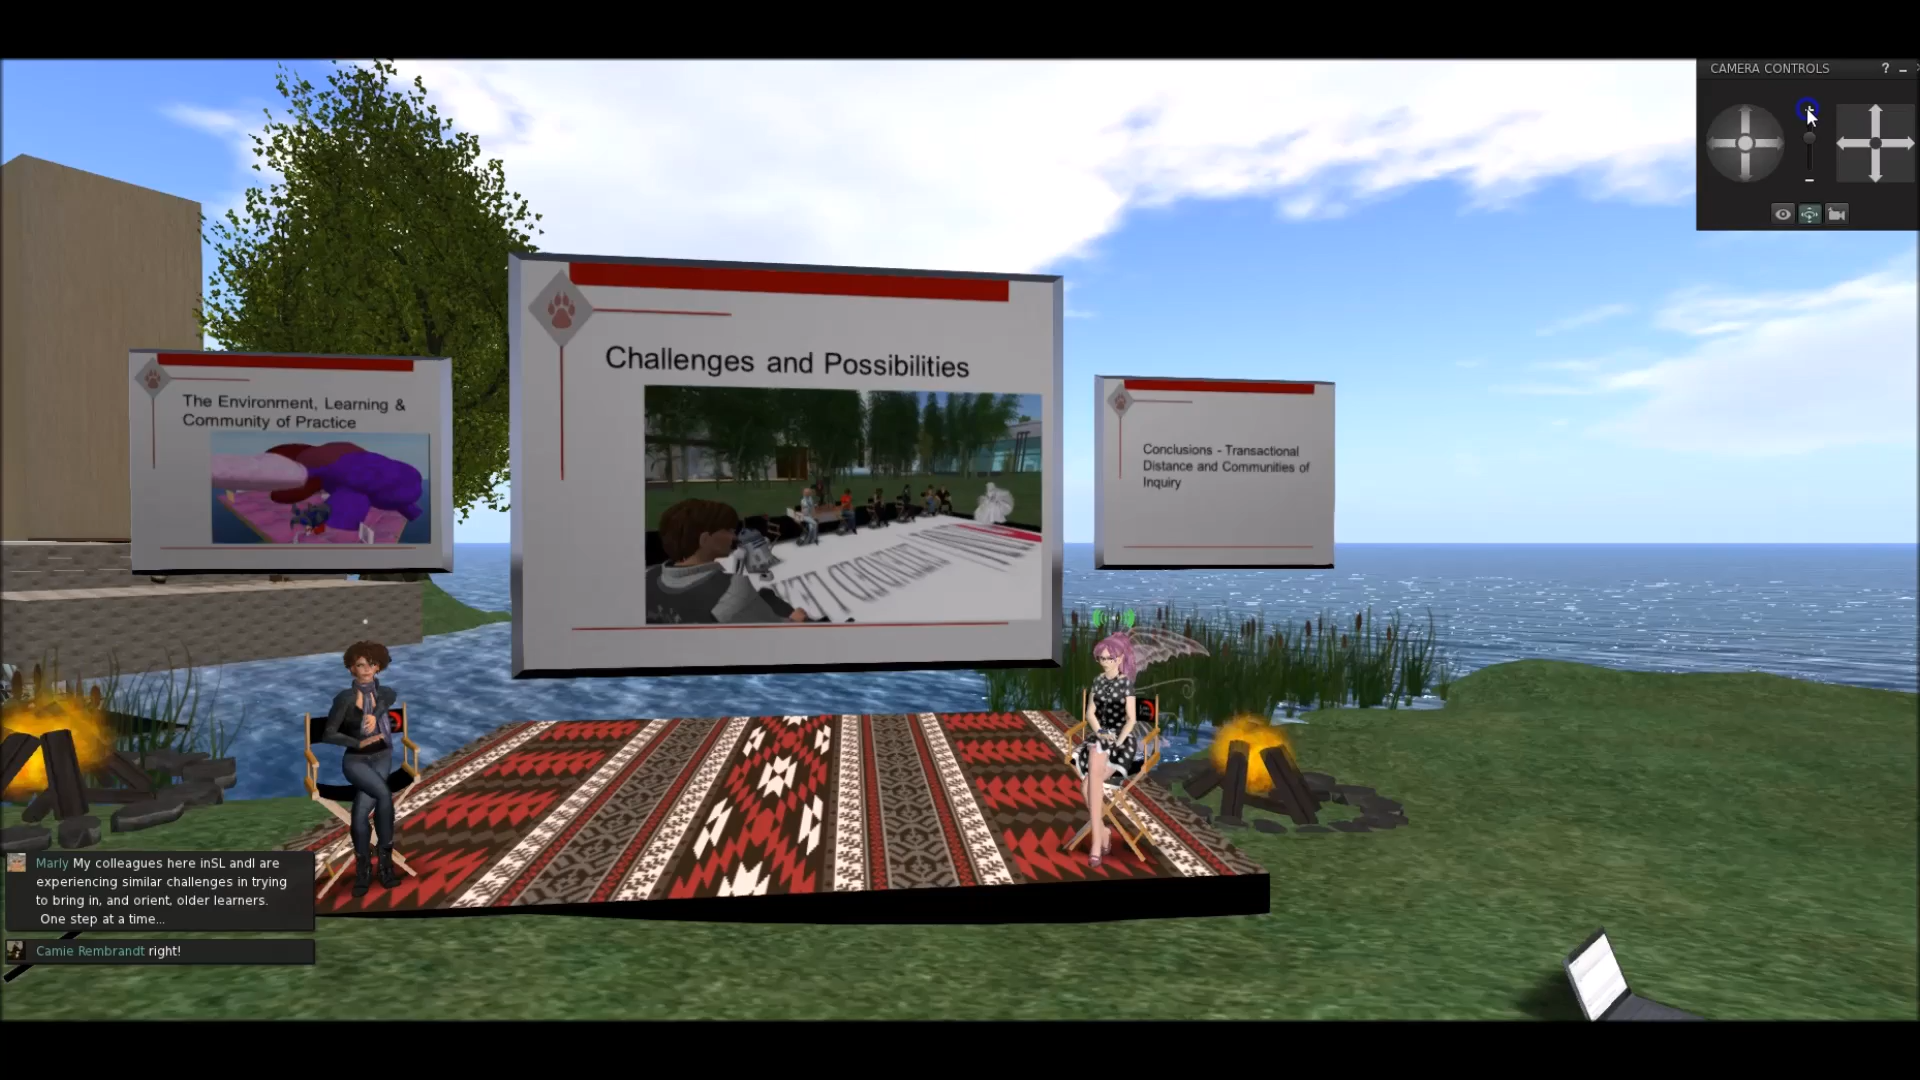 CAMERA CONTROLS
?
The Environment, Learning &
Community of Practice
Challenges and Possibilities
Conclusions - Transactional
Distance and Communities of
Inquiry
Marly My colleagues here inSL andI are
experiencing similar challenges in trying
to bring in, and orient, older learners.
One step at a time...
Camie Rembrandt right!